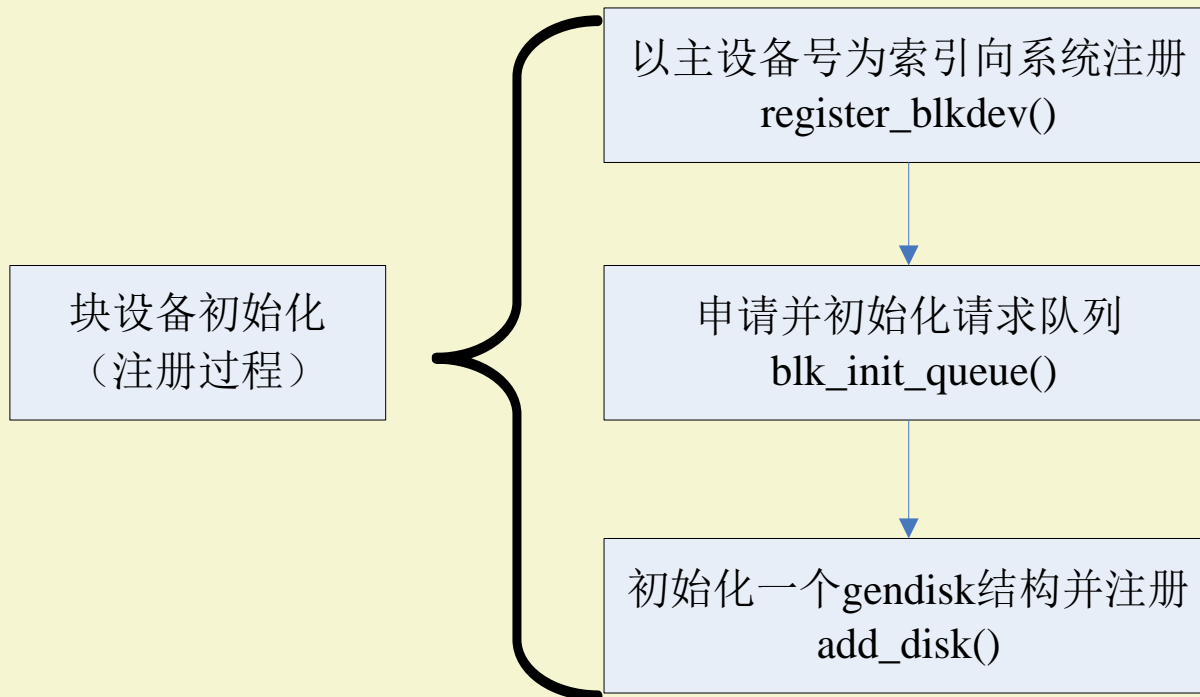 以主设备号为索引向系统注册
register_blkdev()
块设备初始化
（注册过程）
申请并初始化请求队列
blk_init_queue()
初始化一个gendisk结构并注册
add_disk()